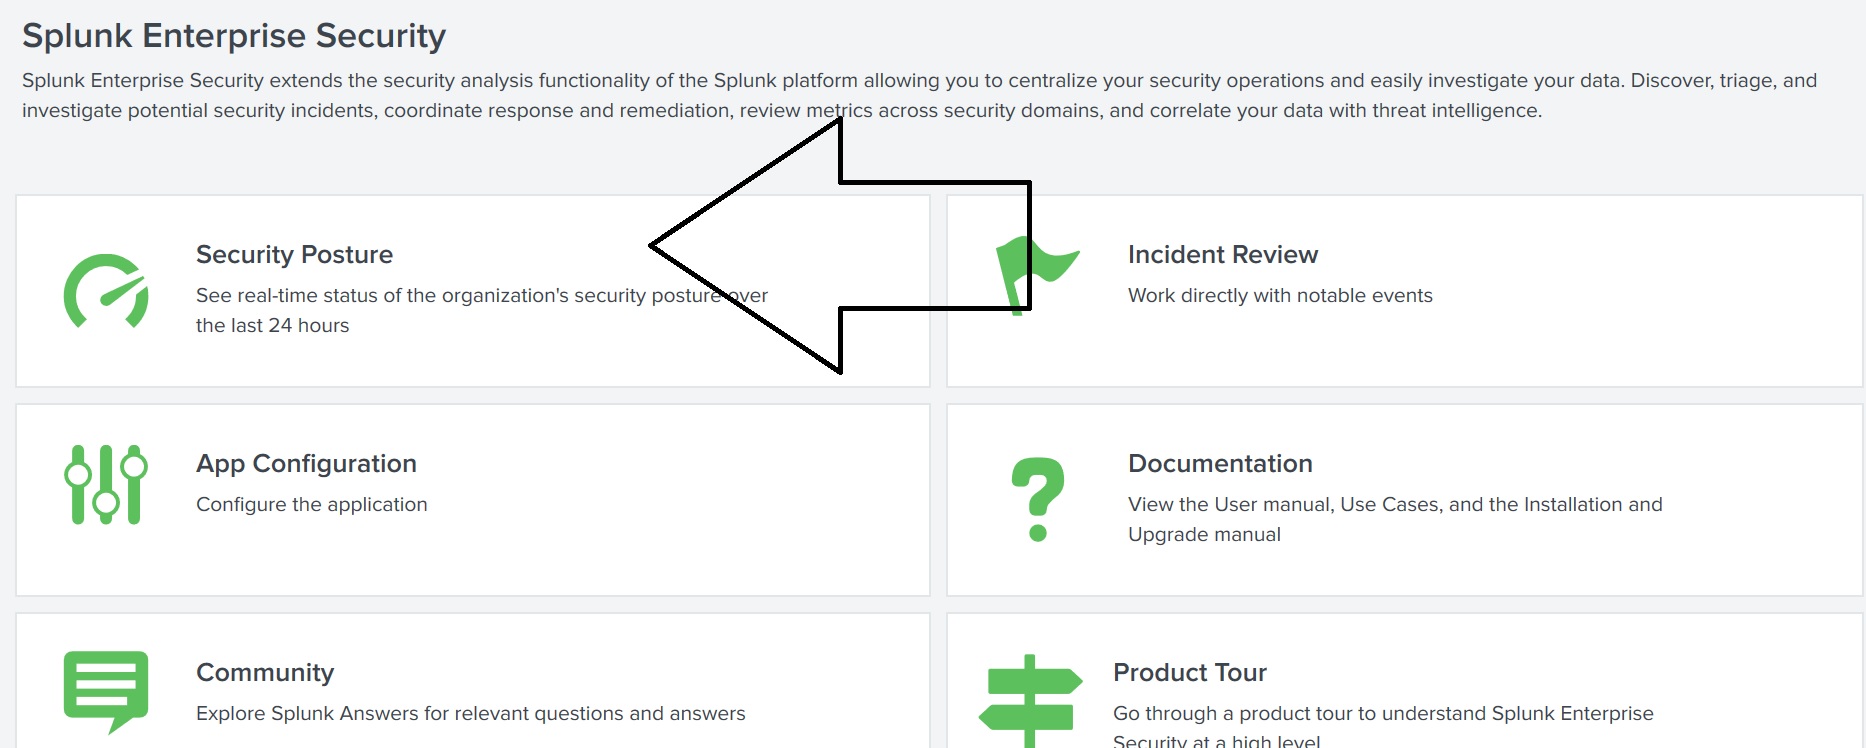 Splunk Enterprise Security
Splunk Enterprise Security extends the security analysis functionality of the Splunk platform allowing you to centralize your security operations and easily investigate your data. Discover, triage, and
investigate potential security incidents, coordinate response and remediation, review metrics across security domains, and correlate your data with threat intelligence.
Security Posture
See real-time status of the organization's security posture over
the last 24 hours
Incident Review
Work directly with notable events
App Configuration
Configure the application
Documentation
View the User manual, Use Cases, and the Installation and
Upgrade manual
Community
Explore Splunk Answers for relevant questions and answers
Product Tour
Go through a product tour to understand Splunk Enterprise
Security at a high level